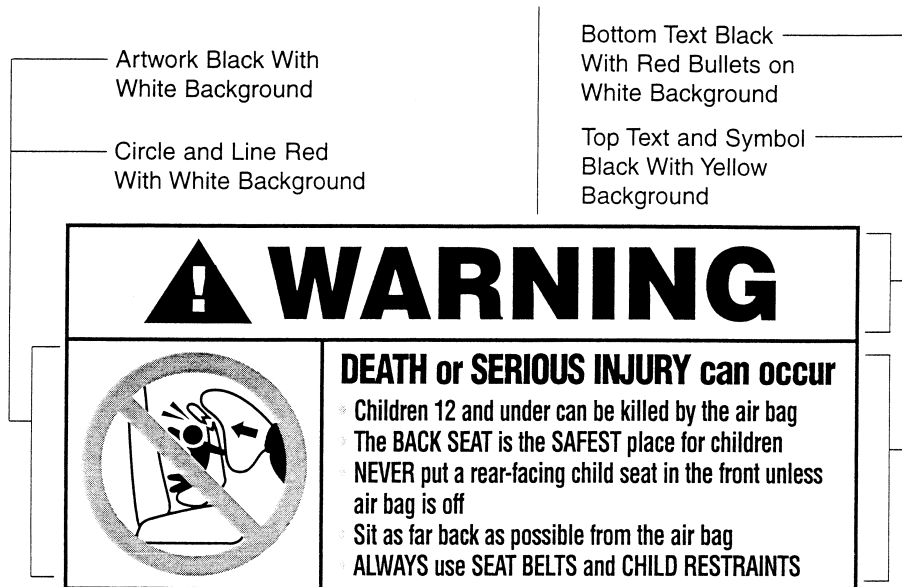 Artwork Black With
White Background
Circle and Line Red
With White Background
Bottom Text Black
With Red Bullets on
White Background
Top Text and Symbol
Black With Yellow
Background
! WARNING
DEATH or SERIOUS INJURY can occur
Children 12 and under can be killed by the air bag
The BACK SEAT is the SAFEST place for children
NEVER put a rear-facing child seat in the front unless
air bag is off
Sit as far back as possible from the air bag
ALWAYS use SEAT BELTS and CHILD RESTRAINTS